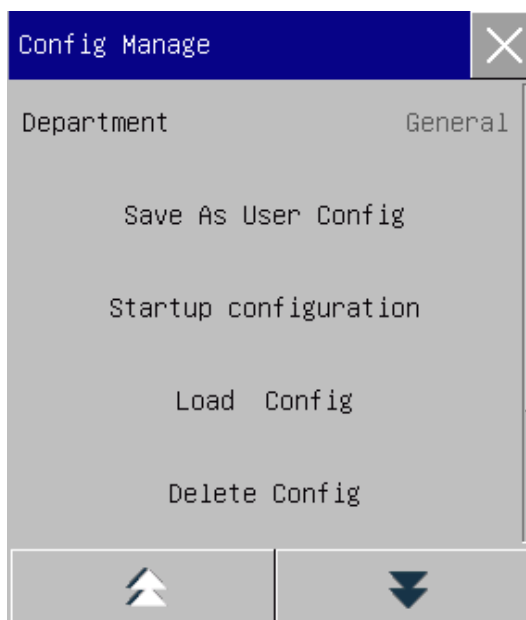 Config Manage
Department General
Save As User Config
Startup configuration
Load Config
Delete Config